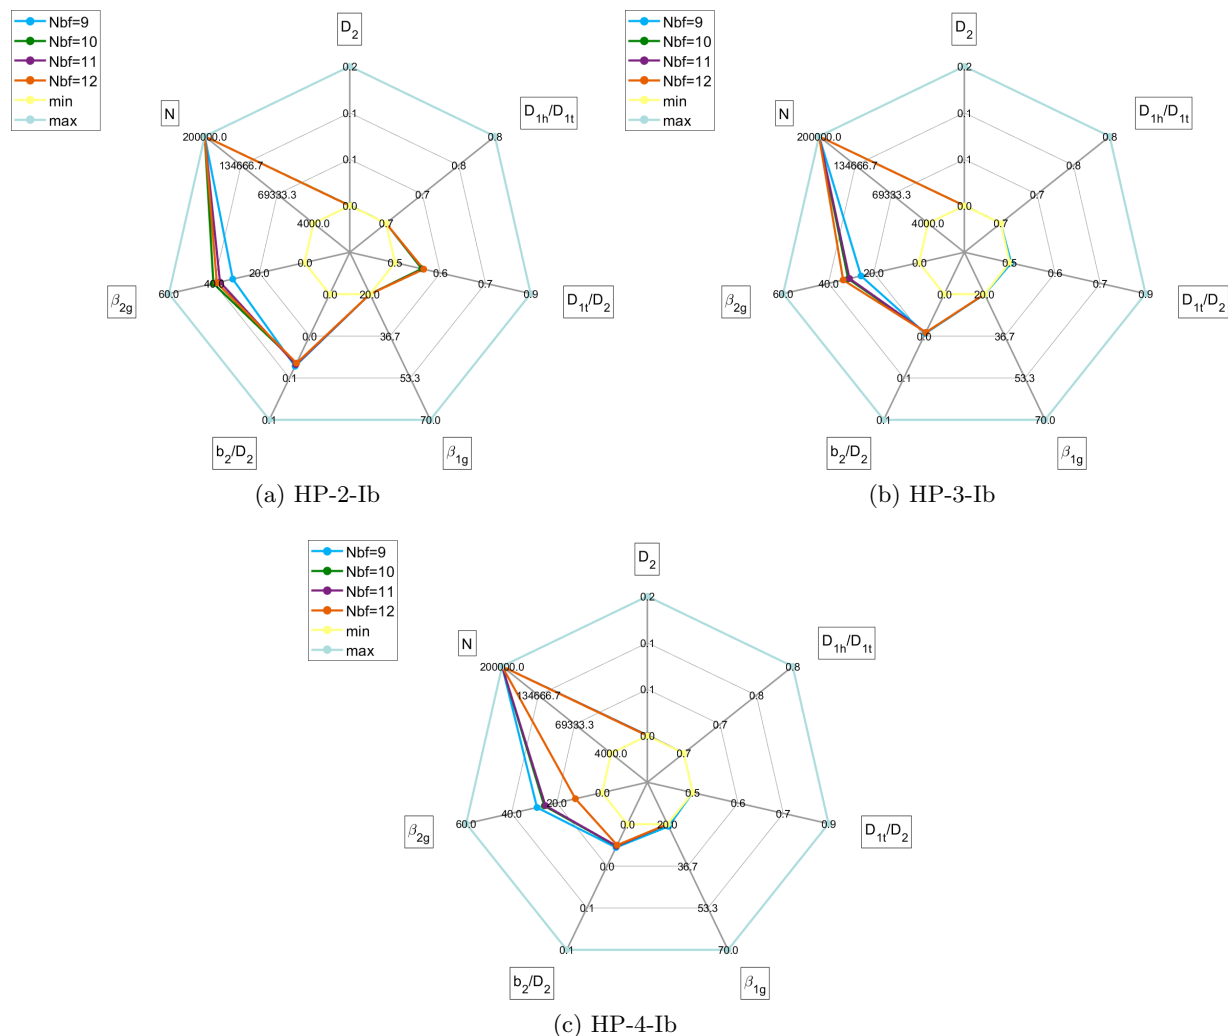 Nbf=9
Nbf=10
Nbf=11
Nbf=12
min
max
D₂
0.2
0.1
0.1
0.0
D₁ₕ/D₁ₜ
0.8
0.8
0.7
0.7
D₁ₜ/D₂
0.9
0.7
0.6
0.5
β₁g
70.0
53.3
36.7
20.0
b₂/D₂
0.1
0.1
0.0
0.0
β₂g
60.0
40.0
20.0
0.0
N
200000.0
134666.7
69333.3
4000.0
(a) HP-2-Ib
Nbf=9
Nbf=10
Nbf=11
Nbf=12
min
max
D₂
0.2
0.1
0.1
0.0
D₁ₕ/D₁ₜ
0.8
0.8
0.7
0.7
D₁ₜ/D₂
0.9
0.7
0.6
0.5
β₁g
70.0
53.3
36.7
20.0
b₂/D₂
0.1
0.1
0.0
0.0
β₂g
60.0
40.0
20.0
0.0
N
200000.0
134666.7
69333.3
4000.0
(b) HP-3-Ib
Nbf=9
Nbf=10
Nbf=11
Nbf=12
min
max
D₂
0.2
0.1
0.1
0.0
D₁ₕ/D₁ₜ
0.8
0.8
0.7
0.7
D₁ₜ/D₂
0.9
0.7
0.6
0.5
β₁g
70.0
53.3
36.7
20.0
b₂/D₂
0.1
0.1
0.0
0.0
β₂g
60.0
40.0
20.0
0.0
N
200000.0
134666.7
69333.3
4000.0
(c) HP-4-Ib